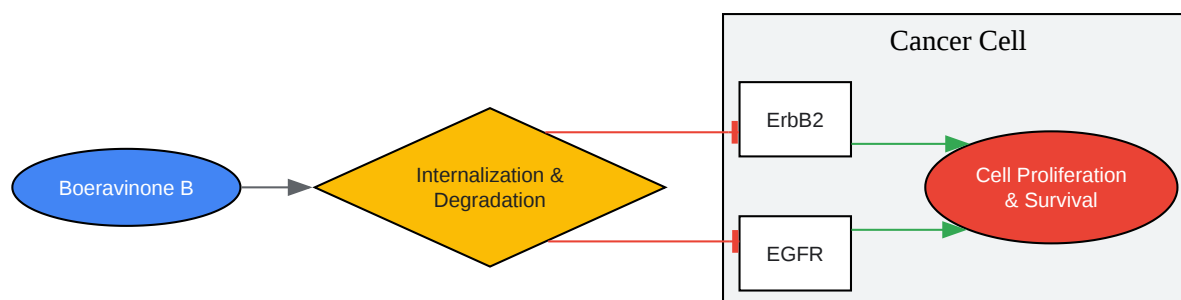 Cancer Cell
Boeravinone B
Internalization &
Degradation
ErbB2
EGFR
Cell Proliferation
& Survival